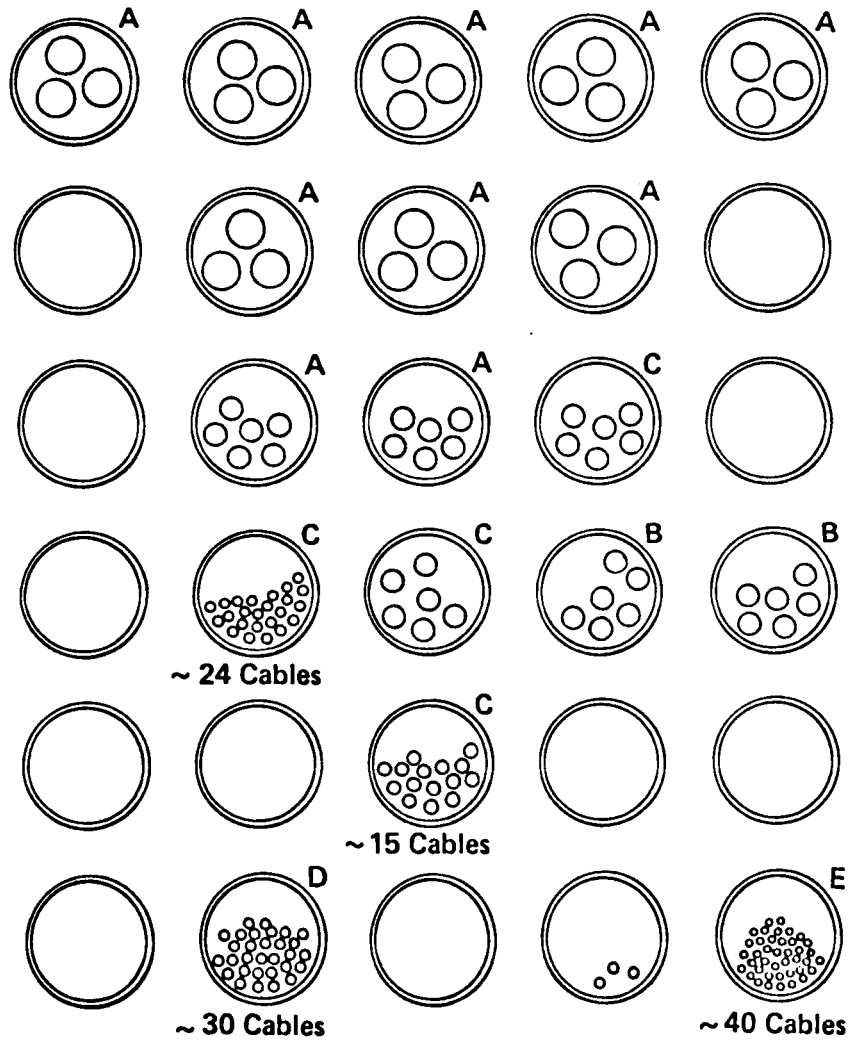 A A A A A
A A A
A A C
C C B B
~ 24 Cables
C
~ 15 Cables
D E
~ 30 Cables ~ 40 Cables